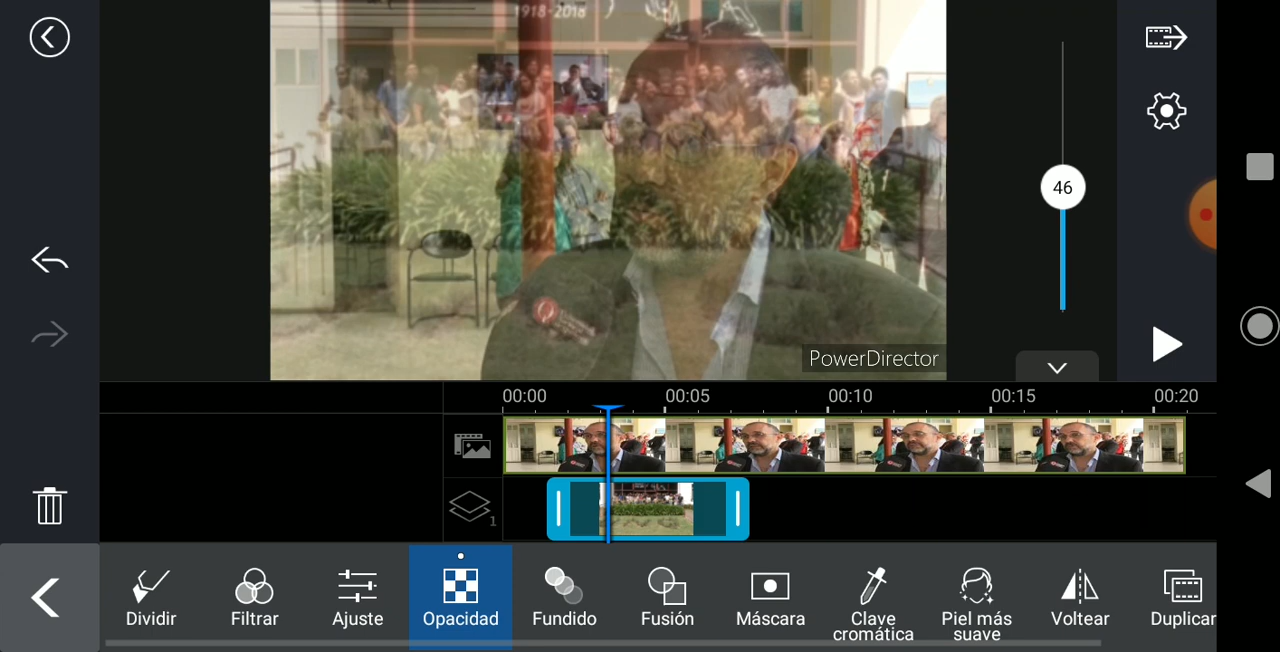 1918-2018
46
PowerDirector
00:00
00:05
00:10
00:15
00:20
1
Dividir
Filtrar
Ajuste
Opacidad
Fundido
Fusión
Máscara
Clave
cromática
Piel más
suave
Voltear
Duplicar